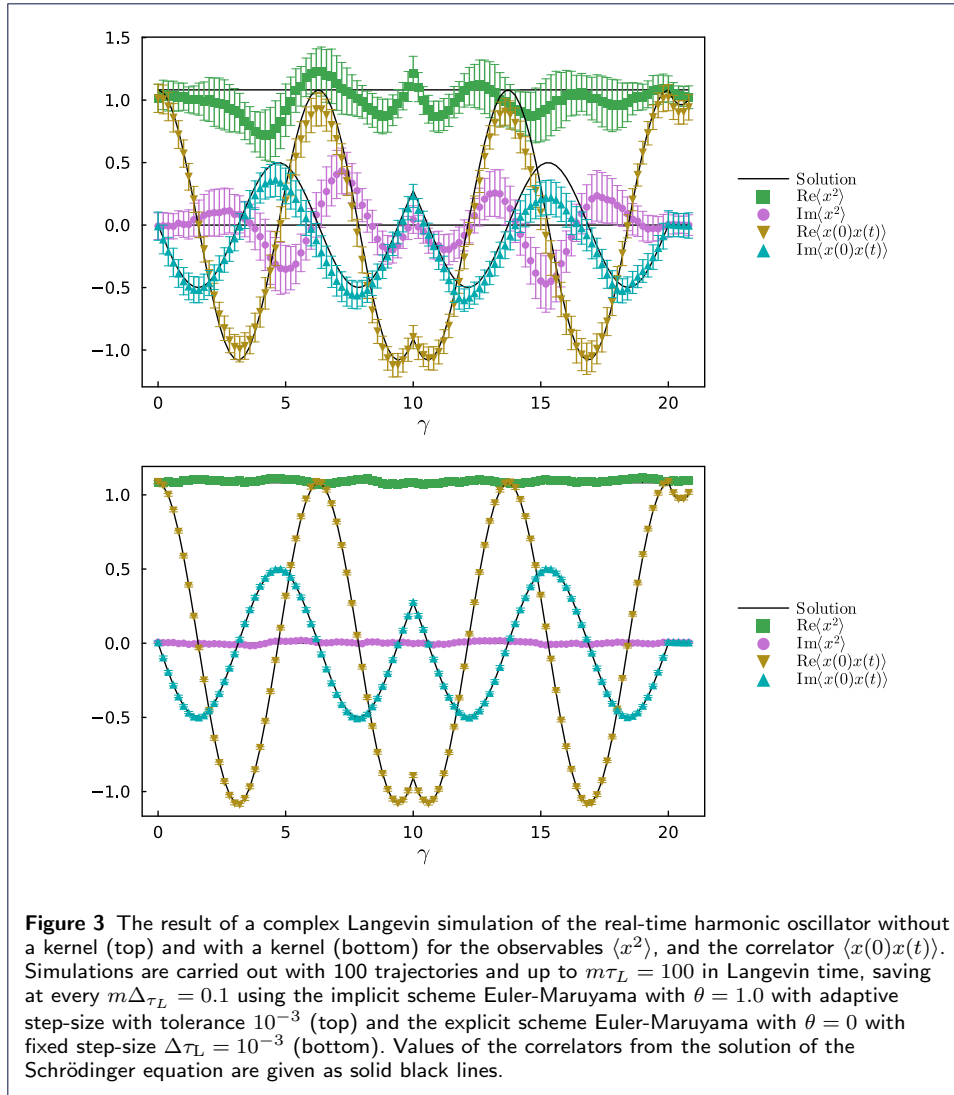 1.5
1.0
0.5
0.0
−0.5
−1.0
0 5 10 15 20
γ
Solution
Re⟨x²⟩
Im⟨x²⟩
Re⟨x(0)x(t)⟩
Im⟨x(0)x(t)⟩
1.0
0.5
0.0
−0.5
−1.0
0 5 10 15 20
γ
Solution
Re⟨x²⟩
Im⟨x²⟩
Re⟨x(0)x(t)⟩
Im⟨x(0)x(t)⟩
Figure 3 The result of a complex Langevin simulation of the real-time harmonic oscillator without
a kernel (top) and with a kernel (bottom) for the observables ⟨x²⟩, and the correlator ⟨x(0)x(t)⟩.
Simulations are carried out with 100 trajectories and up to mτ_L = 100 in Langevin time, saving
at every mΔ_{τ_L} = 0.1 using the implicit scheme Euler-Maruyama with θ = 1.0 with adaptive
step-size with tolerance 10⁻³ (top) and the explicit scheme Euler-Maruyama with θ = 0 with
fixed step-size Δτ_L = 10⁻³ (bottom). Values of the correlators from the solution of the
Schrödinger equation are given as solid black lines.